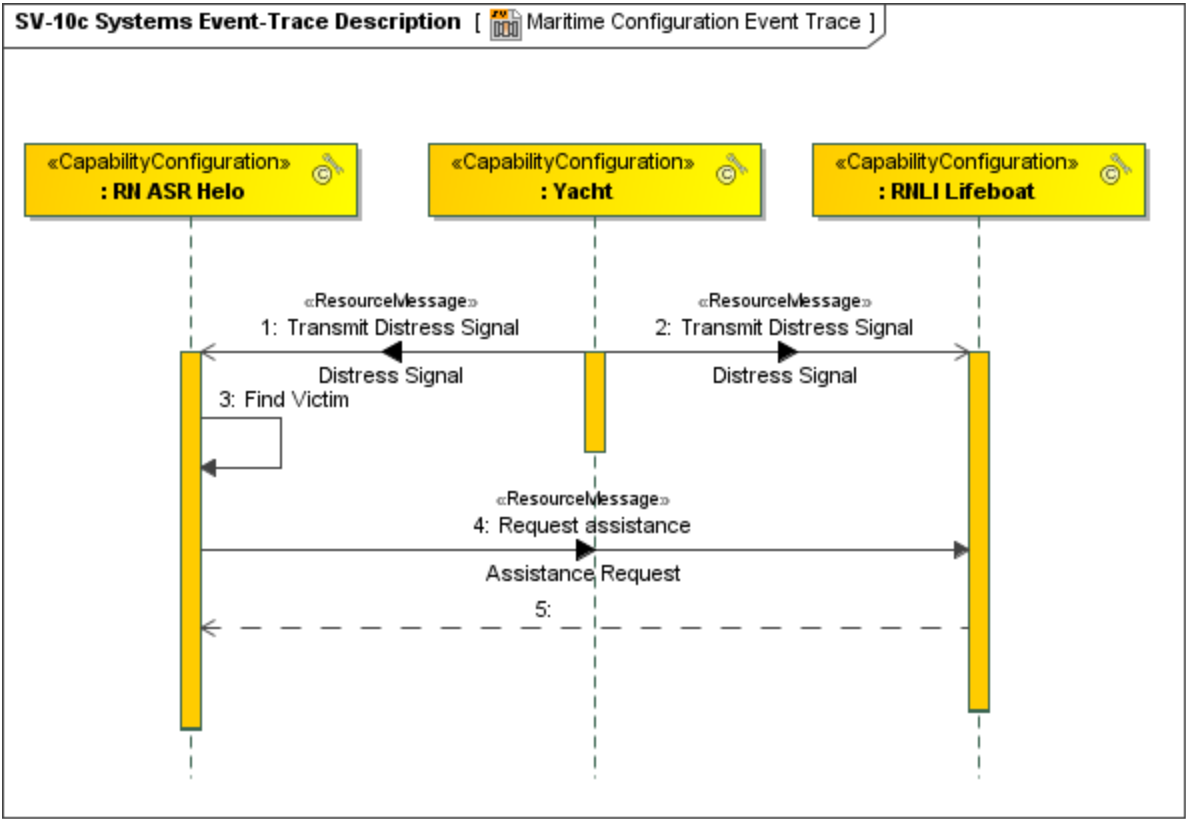 SV-10c Systems Event-Trace Description [ Maritime Configuration Event Trace ]
«CapabilityConfiguration»
: RN ASR Helo
«CapabilityConfiguration»
: Yacht
«CapabilityConfiguration»
: RNLI Lifeboat
«ResourceMessage»
1: Transmit Distress Signal
Distress Signal
«ResourceMessage»
2: Transmit Distress Signal
Distress Signal
3: Find Victim
«ResourceMessage»
4: Request assistance
Assistance Request
5: